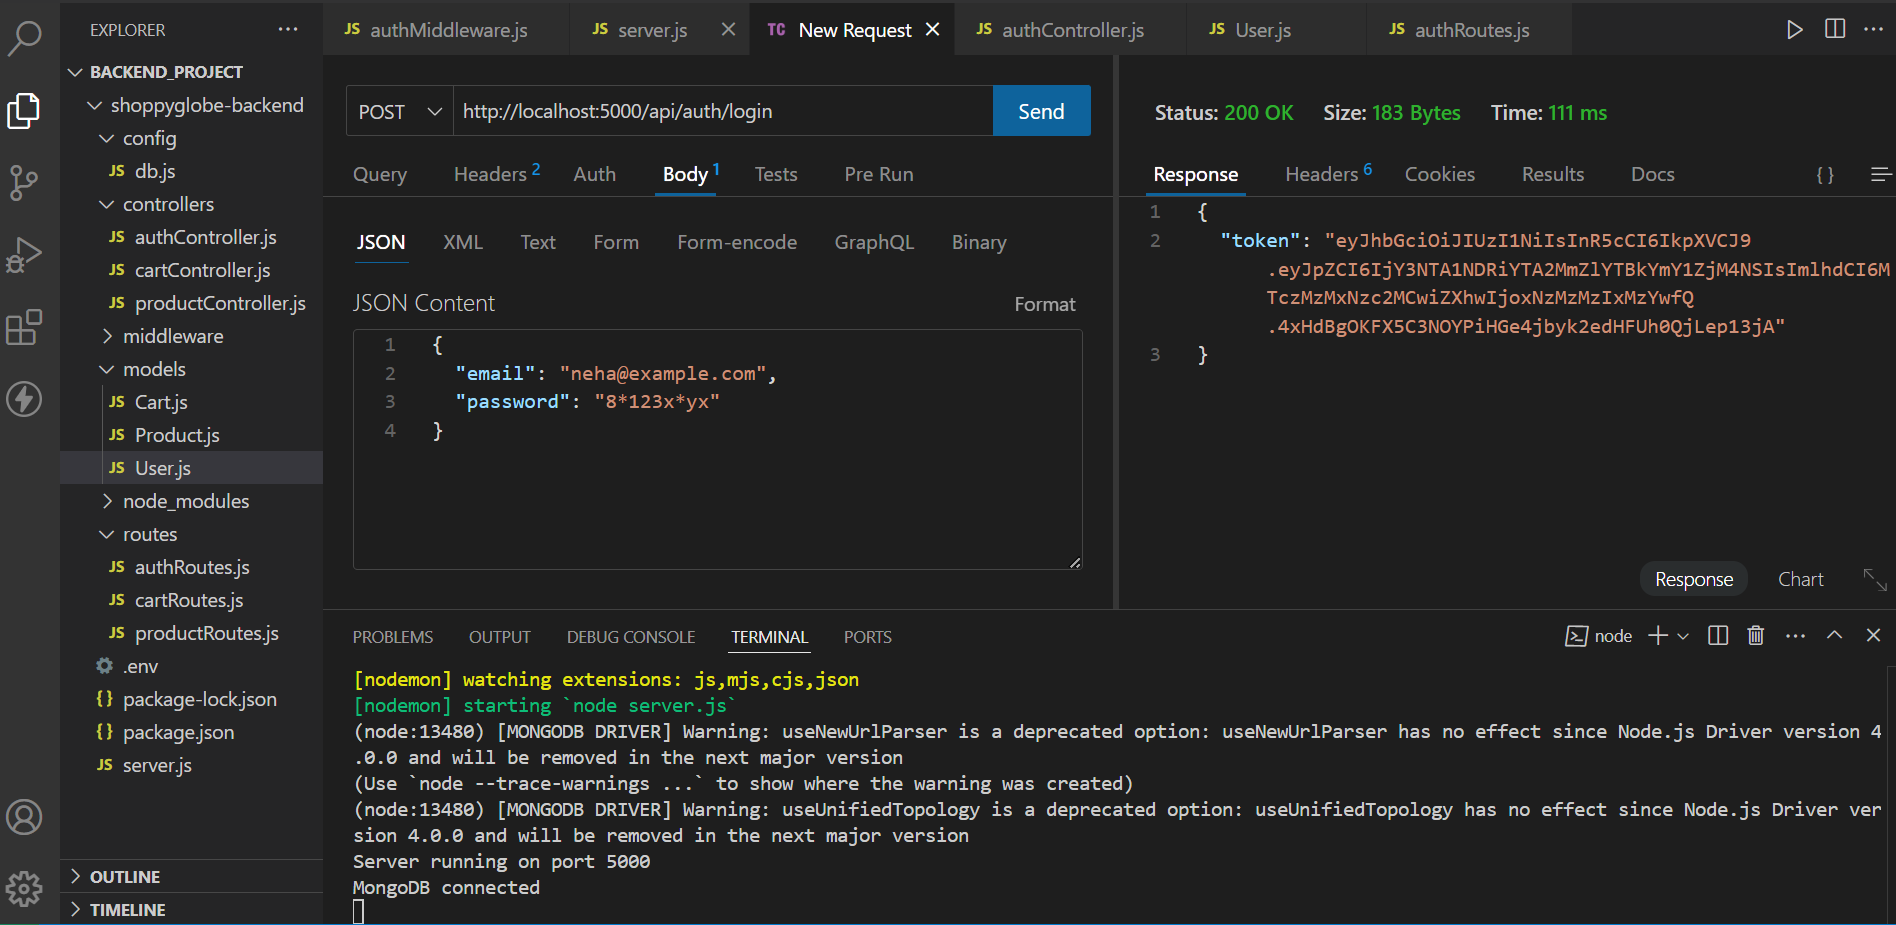 EXPLORER
BACKEND_PROJECT
shoppyglobe-backend
config
JS db.js
controllers
JS authController.js
JS cartController.js
JS productController.js
middleware
models
JS Cart.js
JS Product.js
JS User.js
node_modules
routes
JS authRoutes.js
JS cartRoutes.js
JS productRoutes.js
.env
{} package-lock.json
{} package.json
JS server.js
OUTLINE
TIMELINE
JS authMiddleware.js JS server.js TC New Request JS authController.js JS User.js JS authRoutes.js
POST http://localhost:5000/api/auth/login Send
Query Headers 2 Auth Body 1 Tests Pre Run
JSON XML Text Form Form-encode GraphQL Binary
JSON Content Format
1 {
2 "email": "neha@example.com",
3 "password": "8*123x*yx"
4 }
Status: 200 OK Size: 183 Bytes Time: 111 ms
Response Headers 6 Cookies Results Docs { }
1 {
2 "token": "eyJhbGciOiJIUzI1NiIsInR5cCI6IkpXVCJ9
.eyJpZCI6IjY3NTA1NDRiYTA2MmZlYTBkYmY1ZjM4NSIsImlhdCI6M
TczMzMxNzc2MCwiZXhwIjoxNzMzMzIxMzYwfQ
.4xHdBgOKFX5C3NOYPiHGe4jbyk2edHFUh0QjLep13jA"
3 }
Response Chart
PROBLEMS OUTPUT DEBUG CONSOLE TERMINAL PORTS
node
[nodemon] watching extensions: js,mjs,cjs,json
[nodemon] starting `node server.js`
(node:13480) [MONGODB DRIVER] Warning: useNewUrlParser is a deprecated option: useNewUrlParser has no effect since Node.js Driver version 4
.0.0 and will be removed in the next major version
(Use `node --trace-warnings ...` to show where the warning was created)
(node:13480) [MONGODB DRIVER] Warning: useUnifiedTopology is a deprecated option: useUnifiedTopology has no effect since Node.js Driver ver
sion 4.0.0 and will be removed in the next major version
Server running on port 5000
MongoDB connected